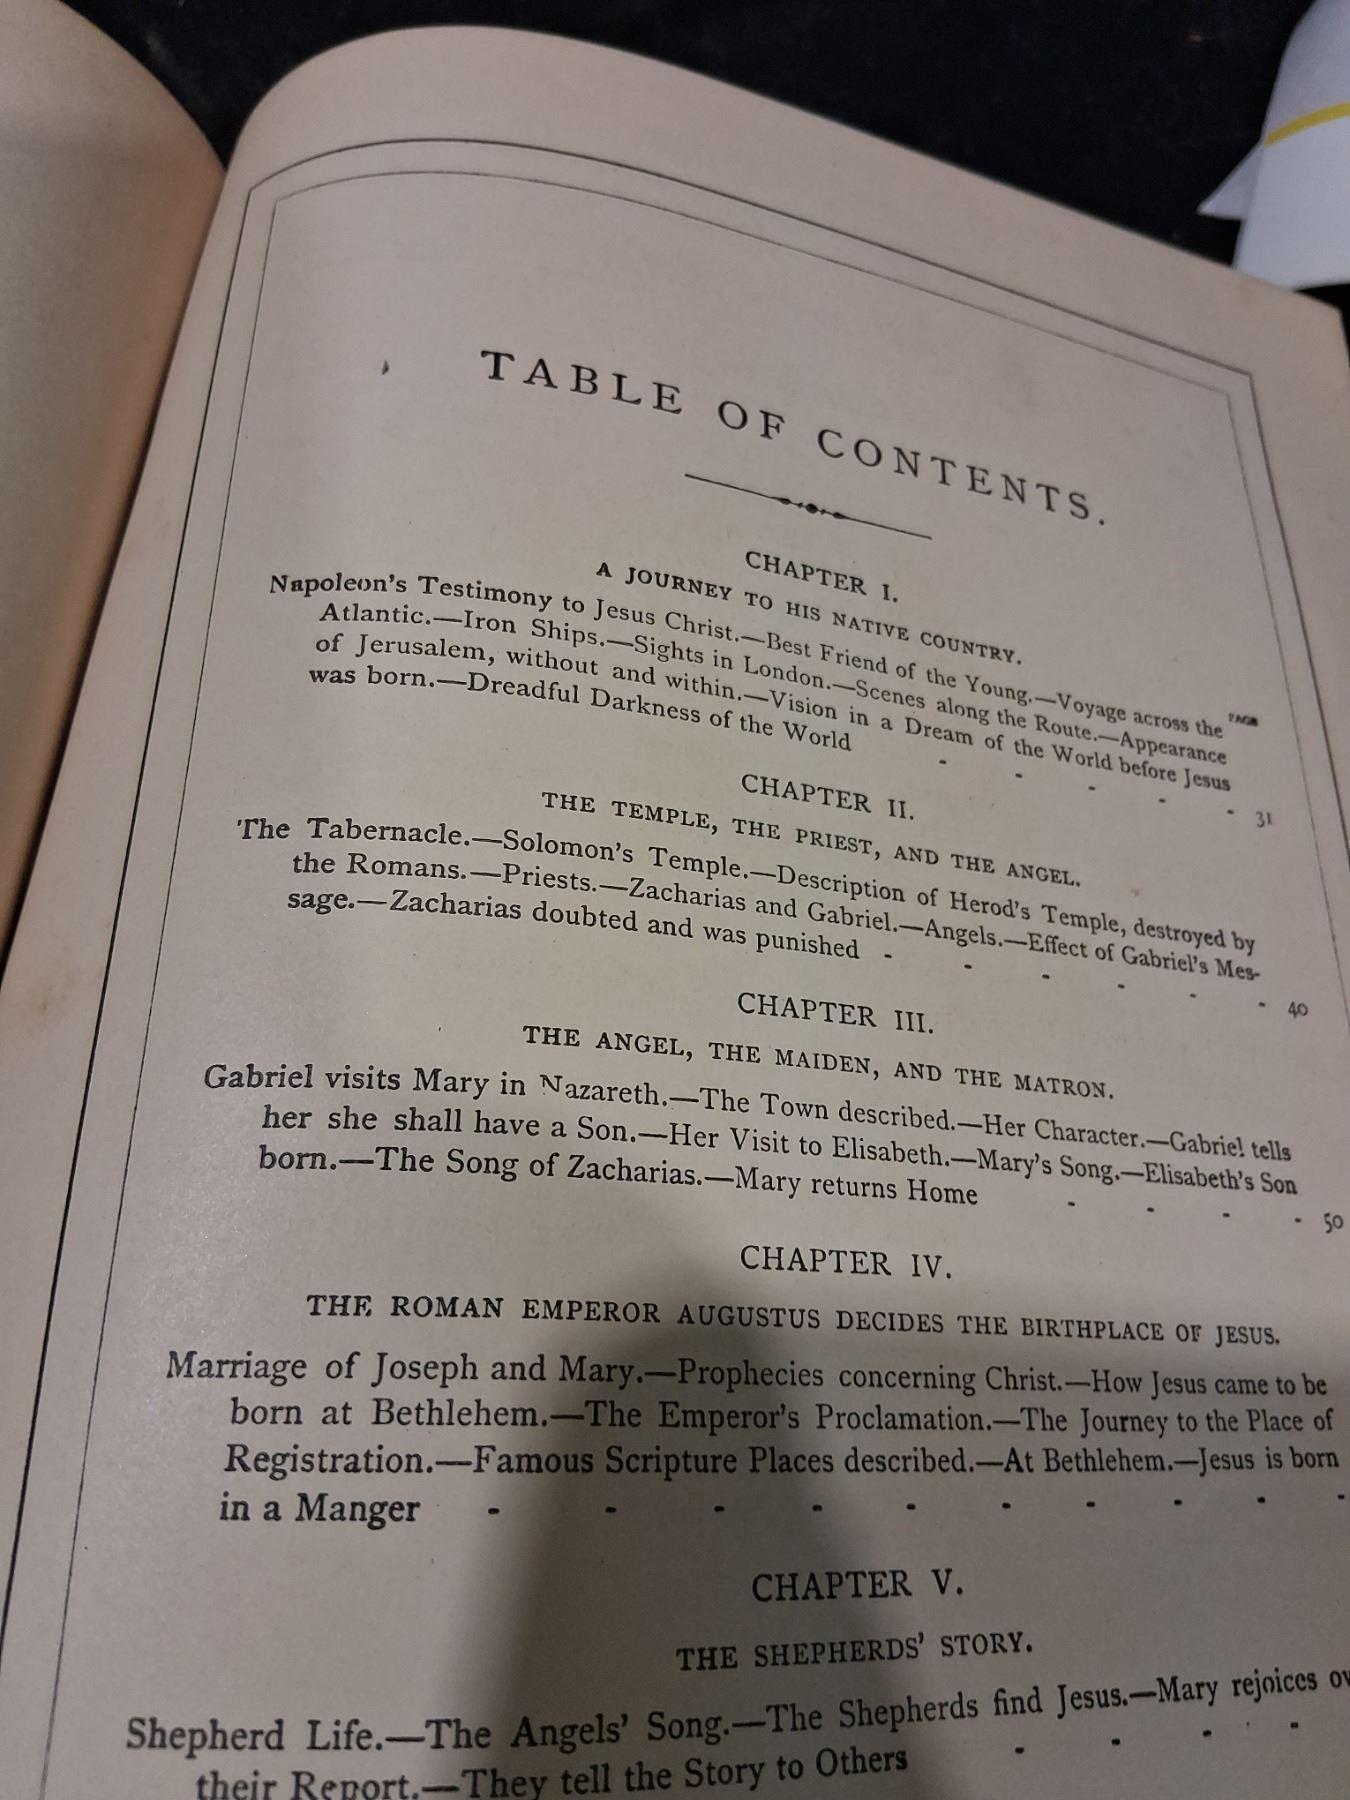 TABLE OF CONTENTS.
CHAPTER I.
A JOURNEY TO HIS NATIVE COUNTRY.
PAGE
Napoleon's Testimony to Jesus Christ.—Best Friend of the Young.—Voyage across the
Atlantic.—Iron Ships.—Sights in London.—Scenes along the Route.—Appearance
of Jerusalem, without and within.—Vision in a Dream of the World before Jesus
was born.—Dreadful Darkness of the World - - - - - 31
CHAPTER II.
THE TEMPLE, THE PRIEST, AND THE ANGEL.
The Tabernacle.—Solomon's Temple.—Description of Herod's Temple, destroyed by
the Romans.—Priests.—Zacharias and Gabriel.—Angels.—Effect of Gabriel's Mes-
sage.—Zacharias doubted and was punished - - - - - - 40
CHAPTER III.
THE ANGEL, THE MAIDEN, AND THE MATRON.
Gabriel visits Mary in Nazareth.—The Town described.—Her Character.—Gabriel tells
her she shall have a Son.—Her Visit to Elisabeth.—Mary's Song.—Elisabeth's Son
born.—The Song of Zacharias.—Mary returns Home - - - - 50
CHAPTER IV.
THE ROMAN EMPEROR AUGUSTUS DECIDES THE BIRTHPLACE OF JESUS.
Marriage of Joseph and Mary.—Prophecies concerning Christ.—How Jesus came to be
born at Bethlehem.—The Emperor's Proclamation.—The Journey to the Place of
Registration.—Famous Scripture Places described.—At Bethlehem.—Jesus is born
in a Manger - - - - - - - - - -
CHAPTER V.
THE SHEPHERDS' STORY.
Shepherd Life.—The Angels' Song.—The Shepherds find Jesus.—Mary rejoices
their Report.—They tell the Story to Others - - - -